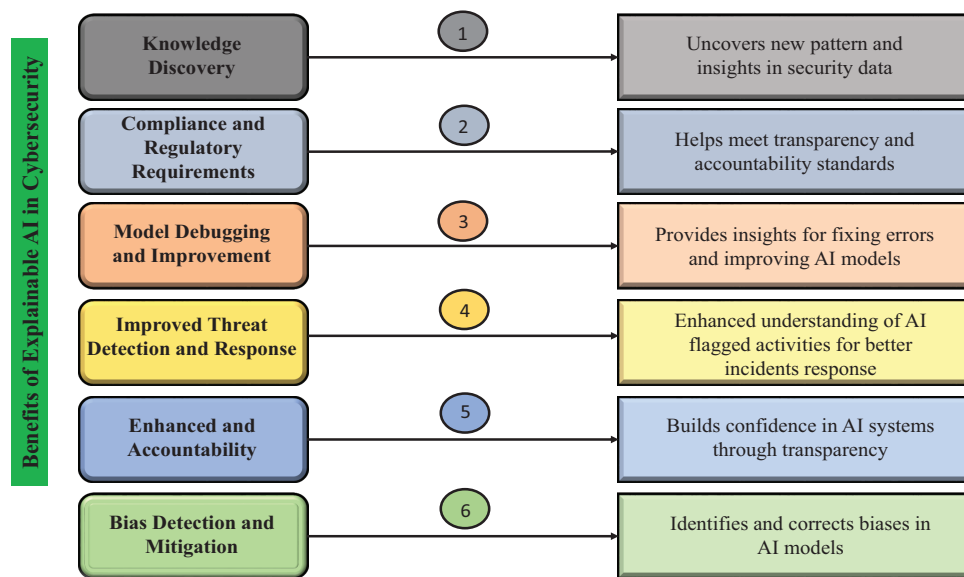 Benefits of Explainable AI in Cybersecurity
Knowledge
Discovery
1
Uncovers new pattern and
insights in security data
Compliance and
Regulatory
Requirements
2
Helps meet transparency and
accountability standards
Model Debugging
and Improvement
3
Provides insights for fixing errors
and improving AI models
Improved Threat
Detection and Response
4
Enhanced understanding of AI
flagged activities for better
incidents response
Enhanced and
Accountability
5
Builds confidence in AI systems
through transparency
Bias Detection and
Mitigation
6
Identifies and corrects biases in
AI models